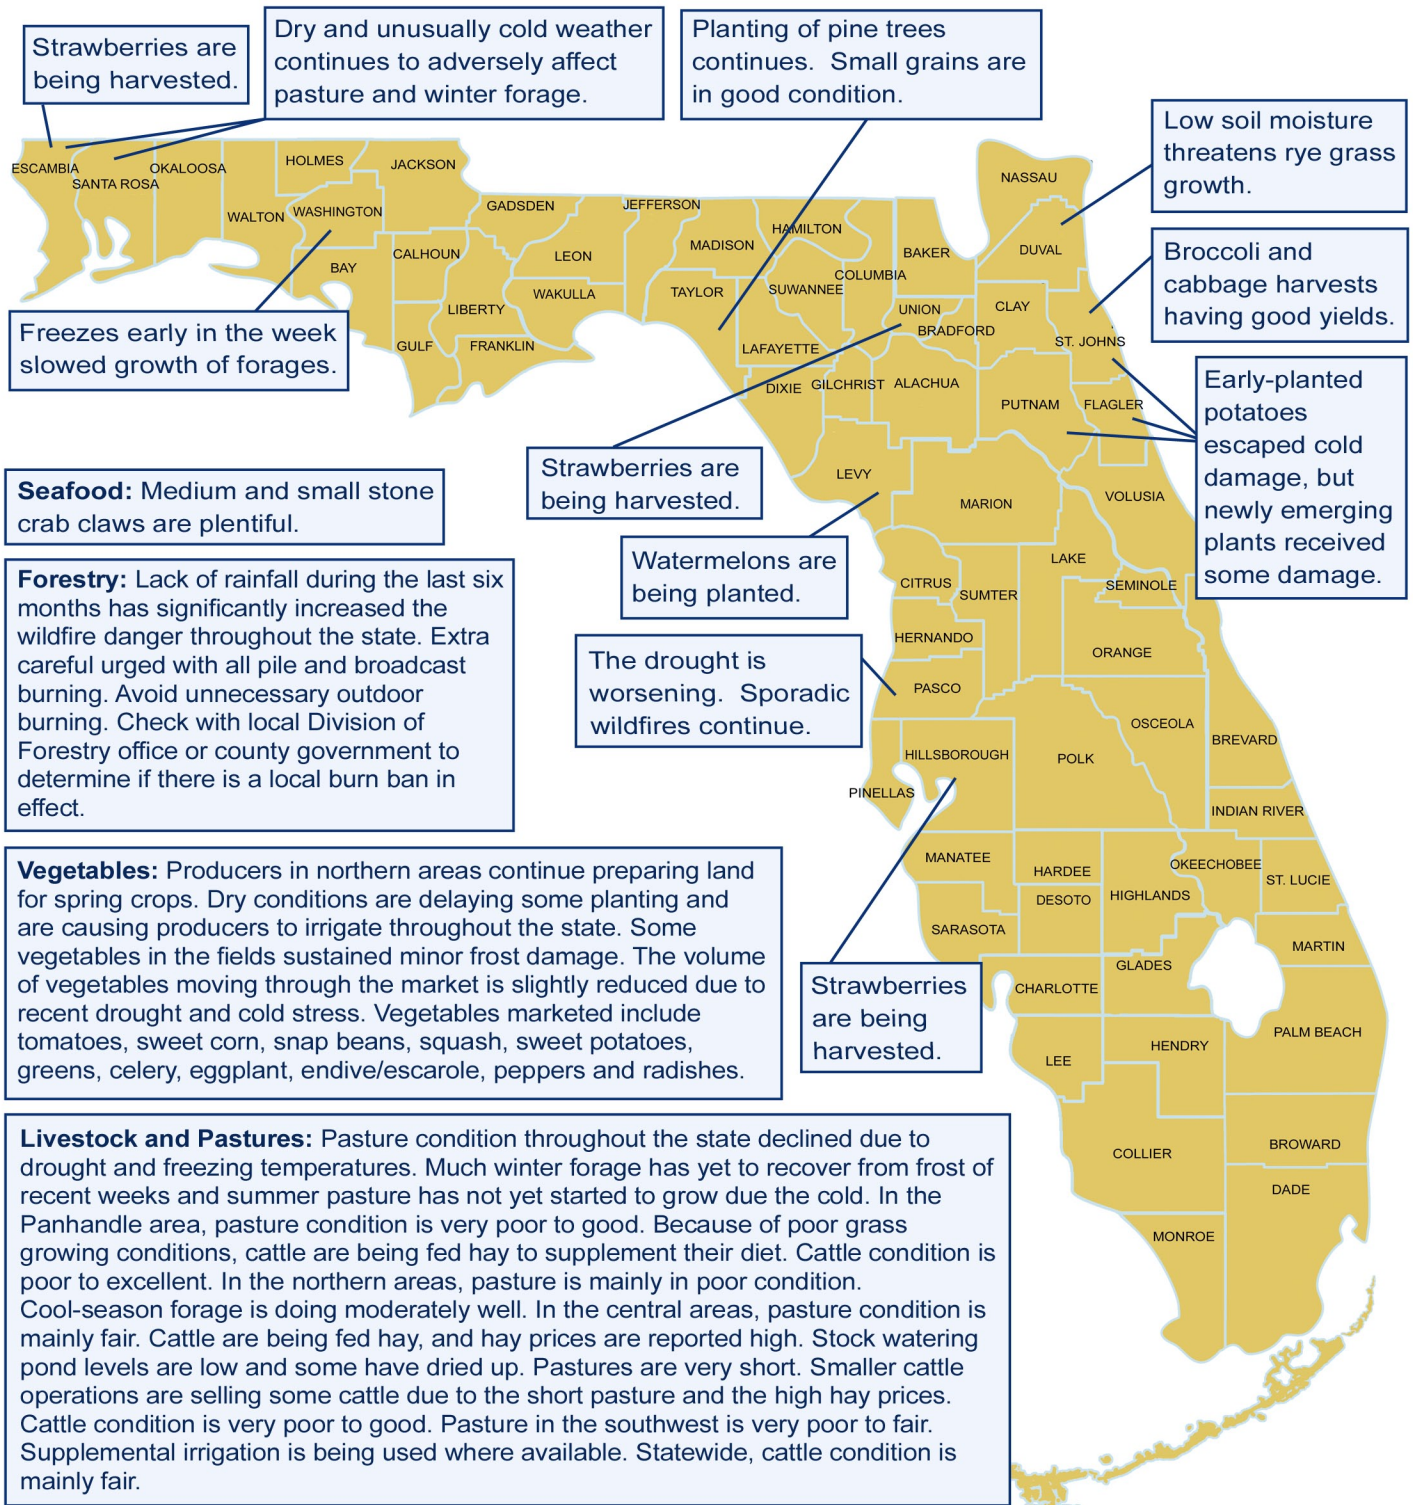 Strawberries are
being harvested.
Dry and unusually cold weather
continues to adversely affect
pasture and winter forage.
Planting of pine trees
continues. Small grains are
in good condition.
Low soil moisture
threatens rye grass
growth.
Broccoli and
cabbage harvests
having good yields.
Early-planted
potatoes
escaped cold
damage, but
newly emerging
plants received
some damage.
Freezes early in the week
slowed growth of forages.
Strawberries are
being harvested.
Watermelons are
being planted.
The drought is
worsening. Sporadic
wildfires continue.
Strawberries
are being
harvested.
ESCAMBIA
SANTA ROSA
OKALOOSA
WALTON
HOLMES
WASHINGTON
JACKSON
BAY
CALHOUN
GULF
LIBERTY
GADSDEN
FRANKLIN
LEON
WAKULLA
JEFFERSON
MADISON
TAYLOR
HAMILTON
SUWANNEE
LAFAYETTE
DIXIE
COLUMBIA
GILCHRIST
BAKER
UNION
BRADFORD
ALACHUA
NASSAU
DUVAL
CLAY
ST. JOHNS
PUTNAM
FLAGLER
LEVY
MARION
VOLUSIA
CITRUS
SUMTER
LAKE
SEMINOLE
HERNANDO
ORANGE
PASCO
OSCEOLA
BREVARD
HILLSBOROUGH
POLK
PINELLAS
INDIAN RIVER
MANATEE
HARDEE
OKEECHOBEE
ST. LUCIE
HIGHLANDS
DESOTO
SARASOTA
MARTIN
GLADES
CHARLOTTE
PALM BEACH
HENDRY
LEE
COLLIER
BROWARD
DADE
MONROE
Seafood: Medium and small stone
crab claws are plentiful.
Forestry: Lack of rainfall during the last six
months has significantly increased the
wildfire danger throughout the state. Extra
careful urged with all pile and broadcast
burning. Avoid unnecessary outdoor
burning. Check with local Division of
Forestry office or county government to
determine if there is a local burn ban in
effect.
Vegetables: Producers in northern areas continue preparing land
for spring crops. Dry conditions are delaying some planting and
are causing producers to irrigate throughout the state. Some
vegetables in the fields sustained minor frost damage. The volume
of vegetables moving through the market is slightly reduced due to
recent drought and cold stress. Vegetables marketed include
tomatoes, sweet corn, snap beans, squash, sweet potatoes,
greens, celery, eggplant, endive/escarole, peppers and radishes.
Livestock and Pastures: Pasture condition throughout the state declined due to
drought and freezing temperatures. Much winter forage has yet to recover from frost of
recent weeks and summer pasture has not yet started to grow due the cold. In the
Panhandle area, pasture condition is very poor to good. Because of poor grass
growing conditions, cattle are being fed hay to supplement their diet. Cattle condition is
poor to excellent. In the northern areas, pasture is mainly in poor condition.
Cool-season forage is doing moderately well. In the central areas, pasture condition is
mainly fair. Cattle are being fed hay, and hay prices are reported high. Stock watering
pond levels are low and some have dried up. Pastures are very short. Smaller cattle
operations are selling some cattle due to the short pasture and the high hay prices.
Cattle condition is very poor to good. Pasture in the southwest is very poor to fair.
Supplemental irrigation is being used where available. Statewide, cattle condition is
mainly fair.